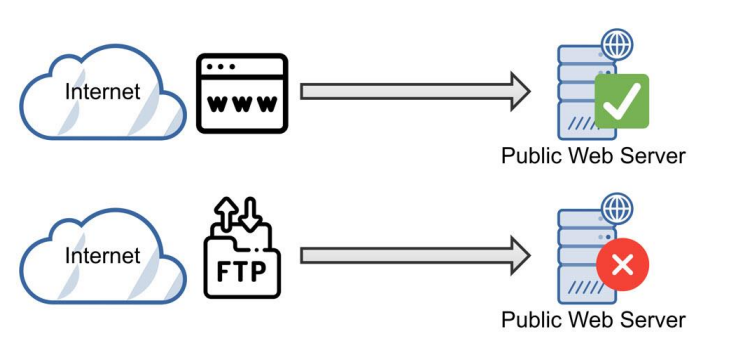 Internet
www
Public Web Server
Internet
FTP
Public Web Server